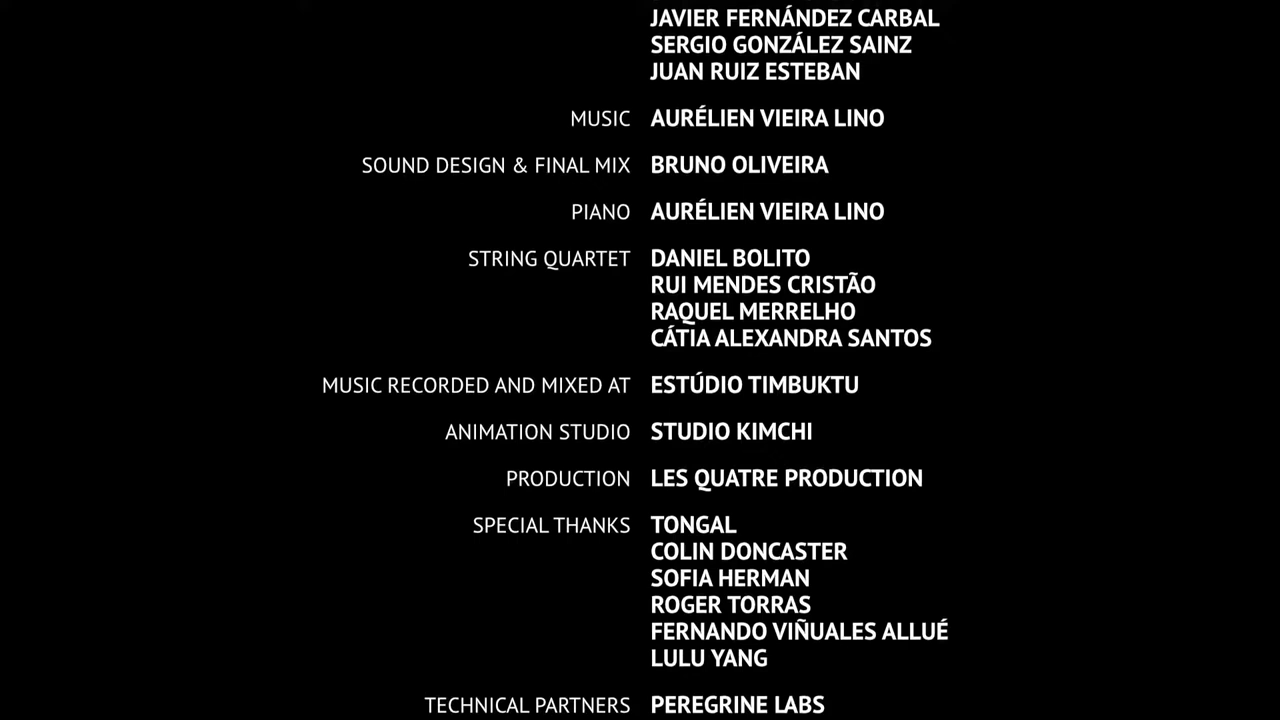 JAVIER FERNÁNDEZ CARBAL
SERGIO GONZÁLEZ SAINZ
JUAN RUIZ ESTEBAN
MUSIC AURÉLIEN VIEIRA LINO
SOUND DESIGN & FINAL MIX BRUNO OLIVEIRA
PIANO AURÉLIEN VIEIRA LINO
STRING QUARTET DANIEL BOLITO
RUI MENDES CRISTÃO
RAQUEL MERRELHO
CÁTIA ALEXANDRA SANTOS
MUSIC RECORDED AND MIXED AT ESTÚDIO TIMBUKTU
ANIMATION STUDIO STUDIO KIMCHI
PRODUCTION LES QUATRE PRODUCTION
SPECIAL THANKS TONGAL
COLIN DONCASTER
SOFIA HERMAN
ROGER TORRAS
FERNANDO VIÑUALES ALLUÉ
LULU YANG
TECHNICAL PARTNERS PEREGRINE LABS